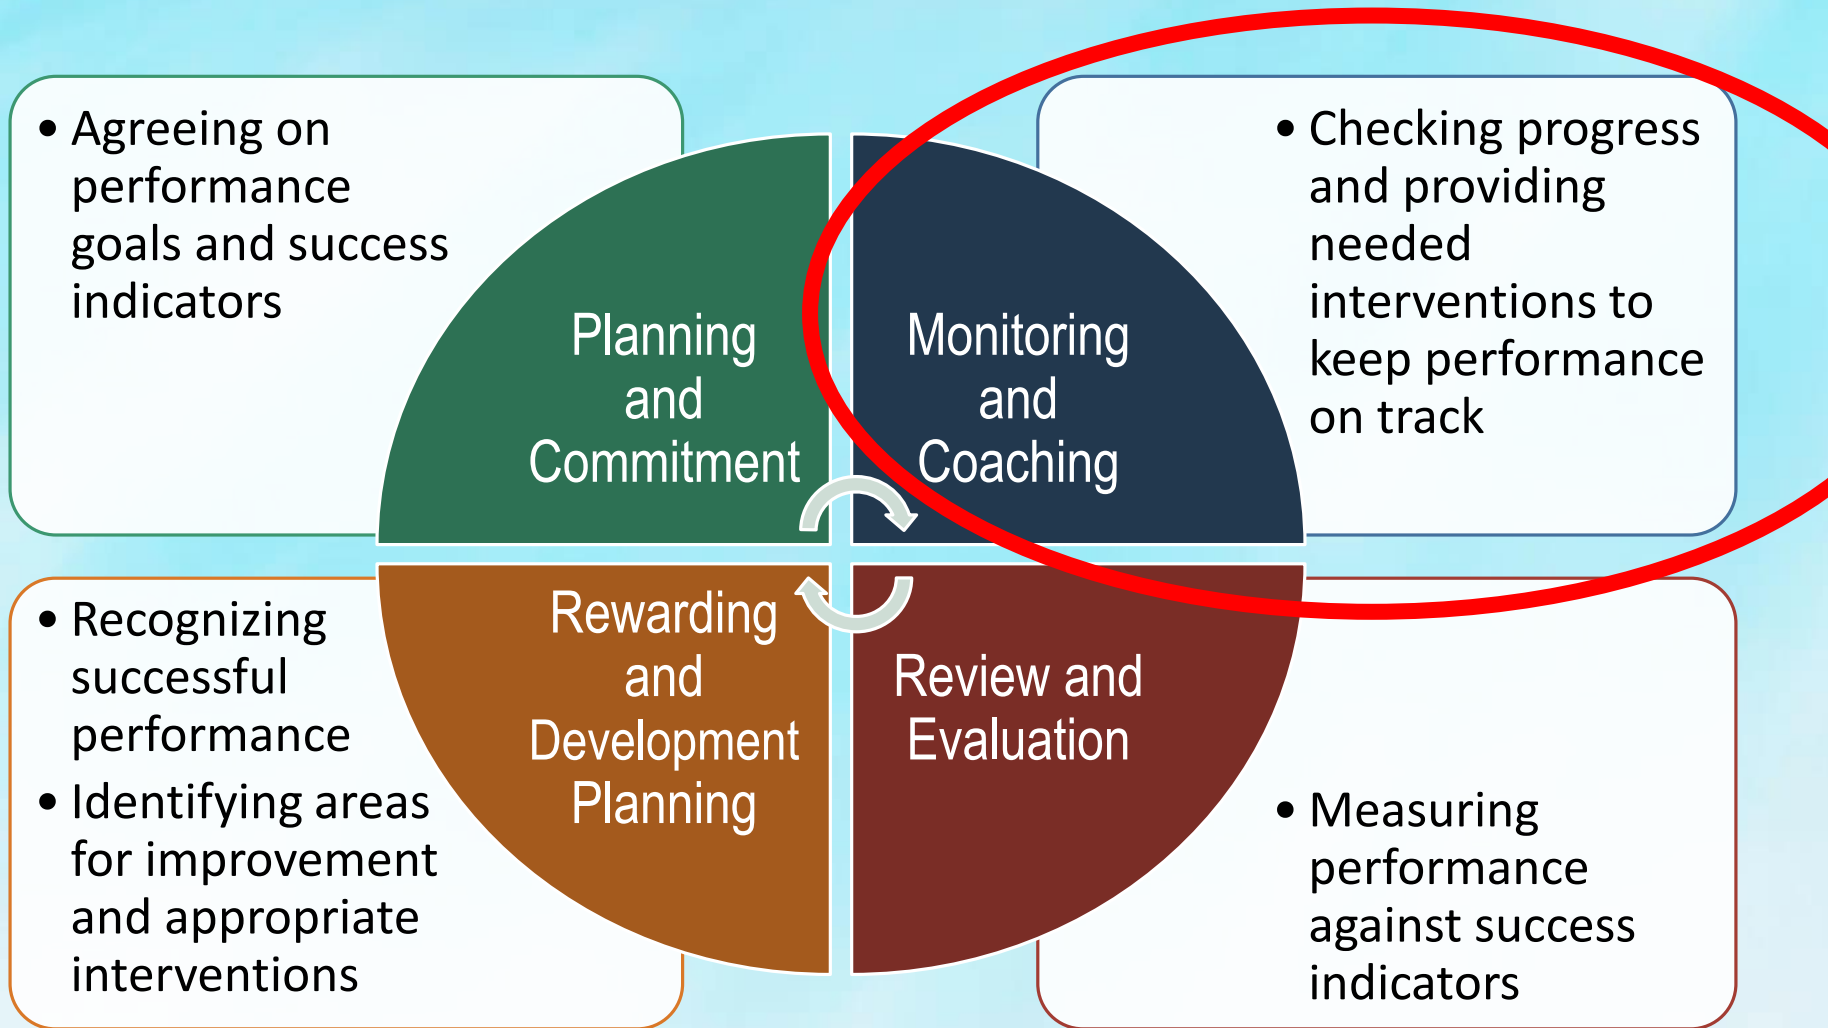 • Agreeing on
performance
goals and success
indicators
Planning
and
Commitment
Monitoring
and
Coaching
• Checking progress
and providing
needed
interventions to
keep performance
on track
• Recognizing
successful
performance
• Identifying areas
for improvement
and appropriate
interventions
Rewarding
and
Development
Planning
Review and
Evaluation
• Measuring
performance
against success
indicators